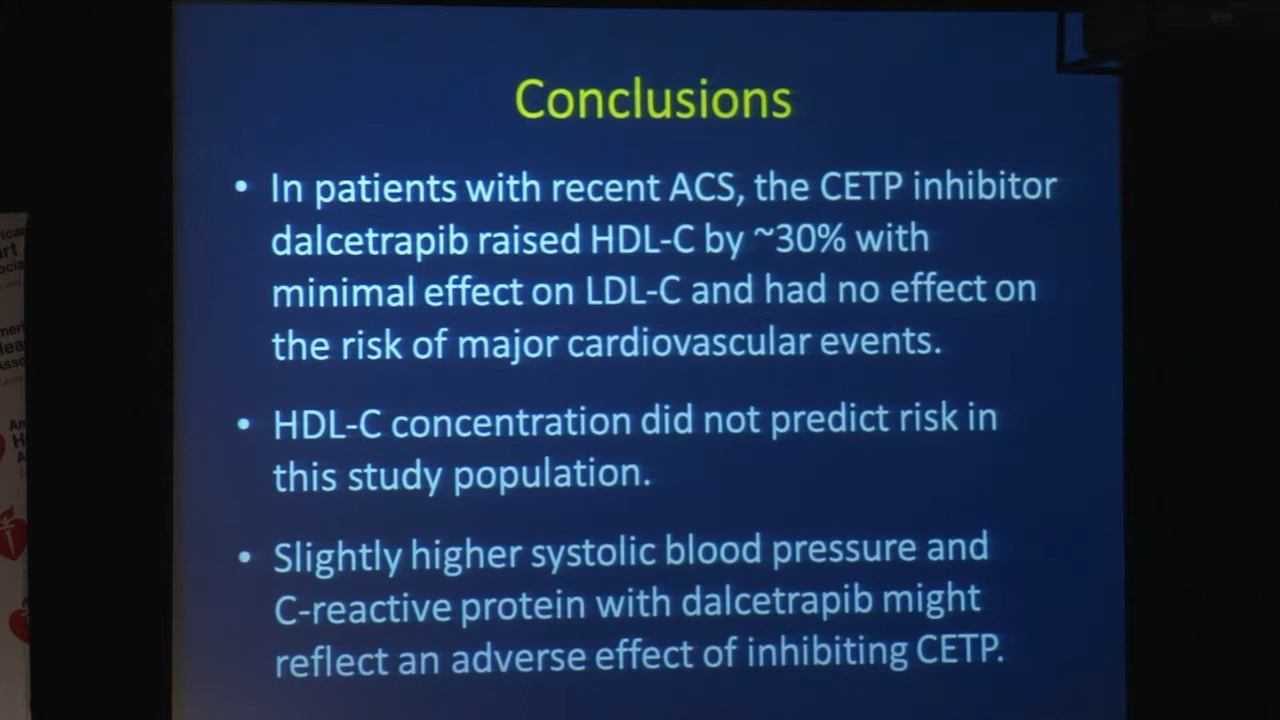 Conclusions
• In patients with recent ACS, the CETP inhibitor
dalcetrapib raised HDL-C by ~30% with
minimal effect on LDL-C and had no effect on
the risk of major cardiovascular events.
• HDL-C concentration did not predict risk in
this study population.
• Slightly higher systolic blood pressure and
C-reactive protein with dalcetrapib might
reflect an adverse effect of inhibiting CETP.